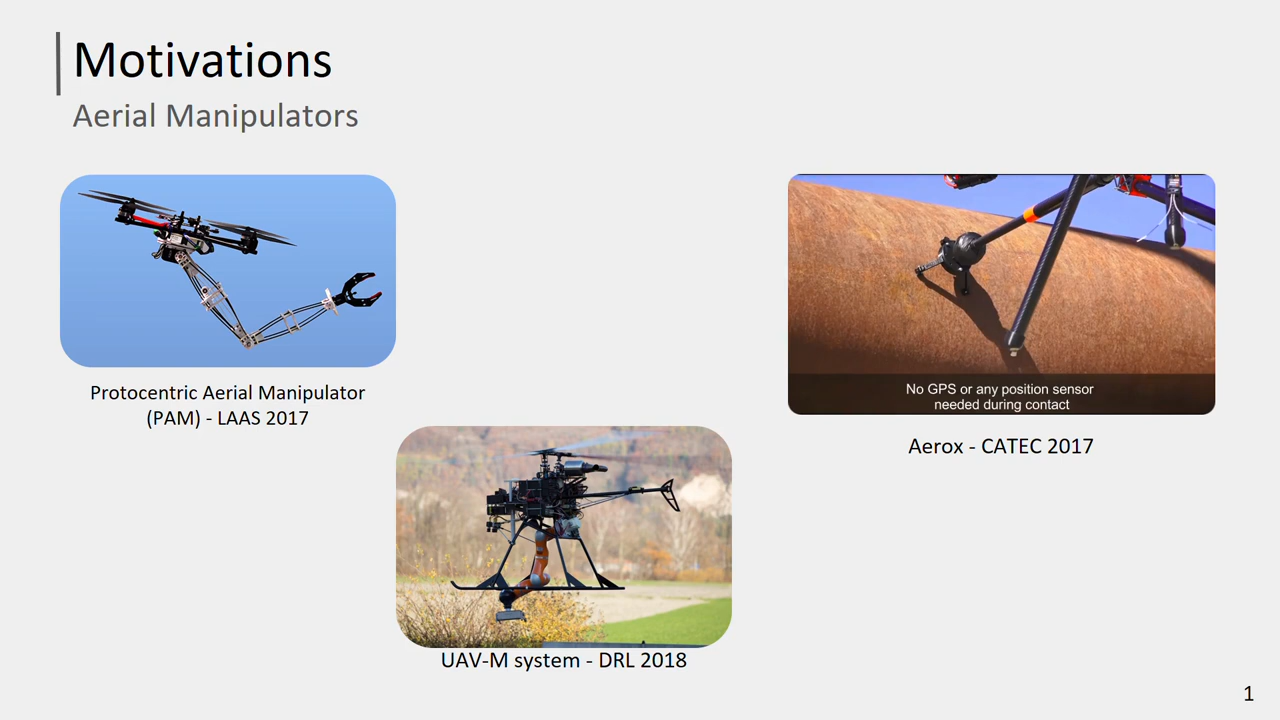 Motivations
Aerial Manipulators
Protocentric Aerial Manipulator
(PAM) - LAAS 2017
No GPS or any position sensor
needed during contact
Aerox - CATEC 2017
UAV-M system - DRL 2018
1